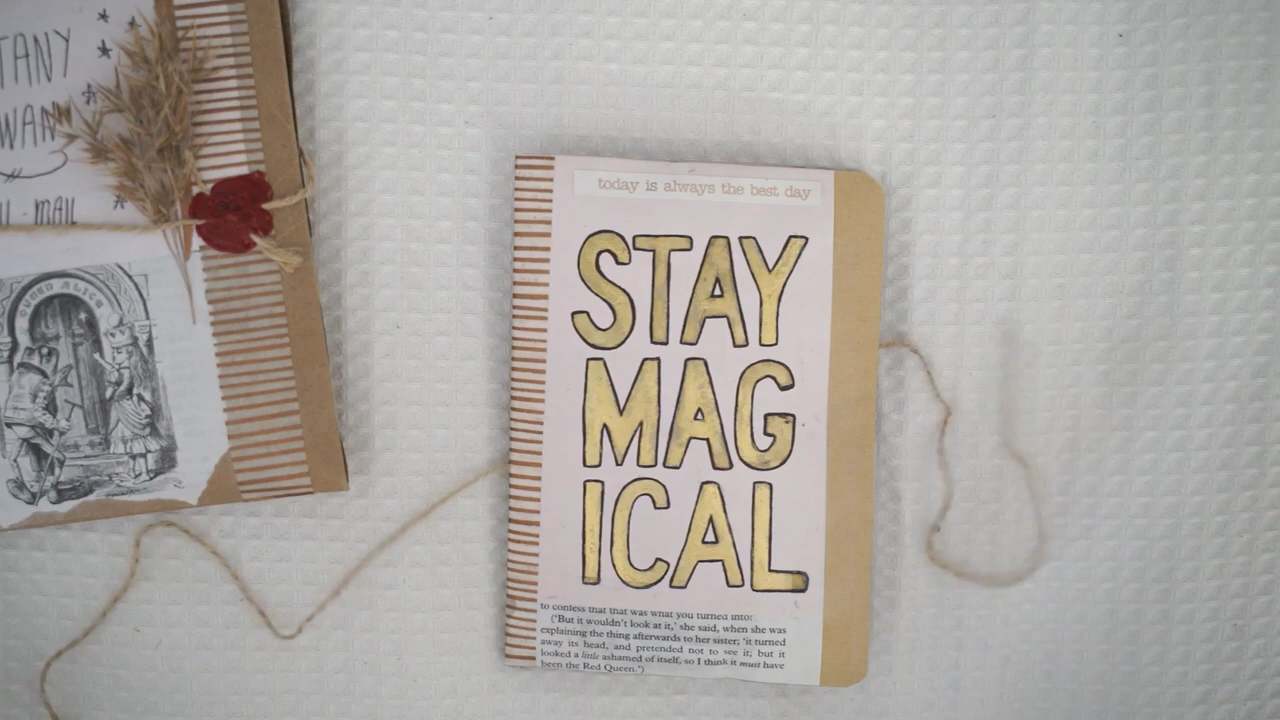 TANY
WAN
MAIL
QUEEN ALICE
today is always the best day
STAY
MAG
ICAL
to confess that that was what you turned into:
('But it wouldn't look at it,' she said, when she was
explaining the thing afterwards to her sister; 'it turned
away its head, and pretended not to see it; but it
looked a little ashamed of itself, so I think it must have
been the Red Queen.')